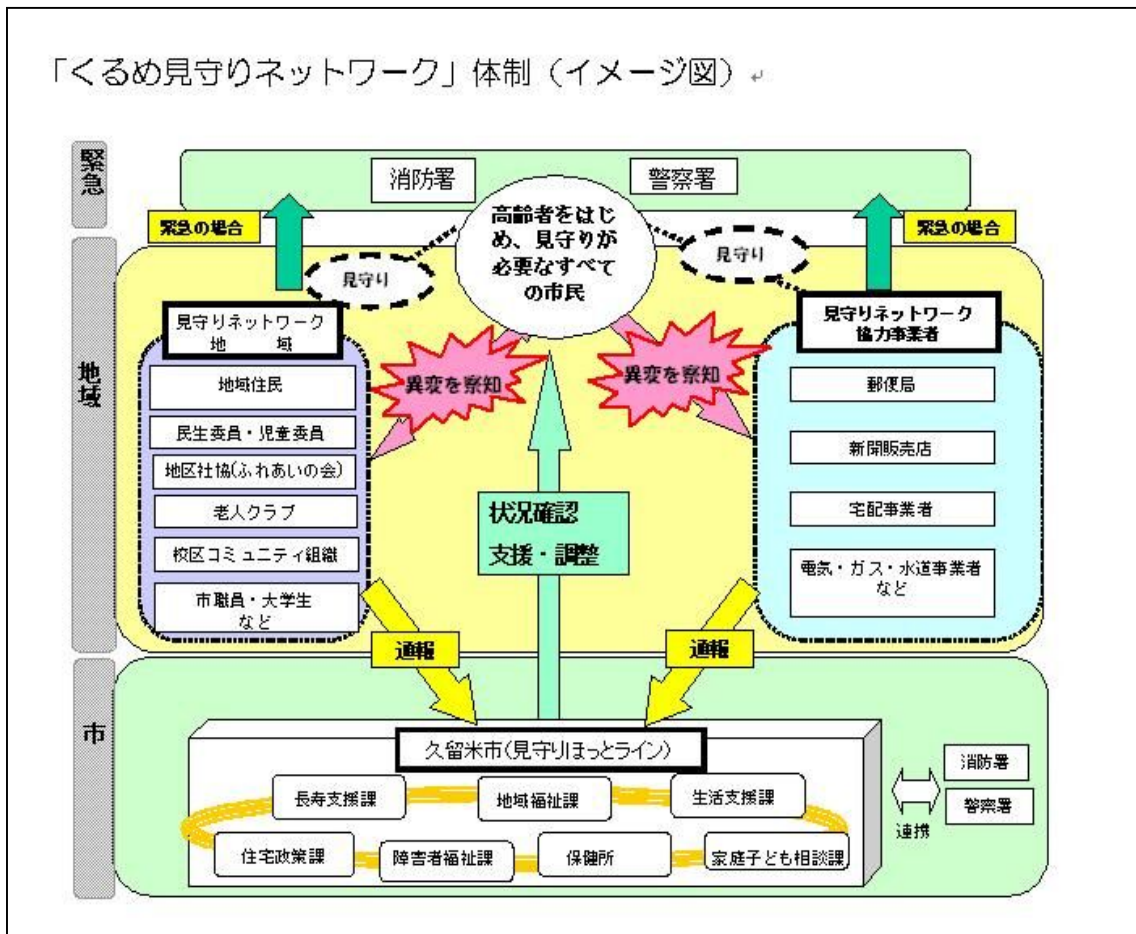 「くるめ見守りネットワーク」体制（イメージ図）
緊急
消防署
警察署
緊急の場合
緊急の場合
高齢者をはじ
め、見守りが
必要なすべて
の市民
見守り
見守り
地域
見守りネットワーク
地　　域
地域住民
民生委員・児童委員
地区社協(ふれあいの会)
老人クラブ
校区コミュニティ組織
市職員・大学生
など
異変を察知
異変を察知
見守りネットワーク
協力事業者
郵便局
新聞販売店
宅配事業者
電気・ガス・水道事業者
など
状況確認
支援・調整
通報
通報
市
久留米市(見守りほっとライン)
長寿支援課
地域福祉課
生活支援課
住宅政策課
障害者福祉課
保健所
家庭子ども相談課
連携
消防署
警察署